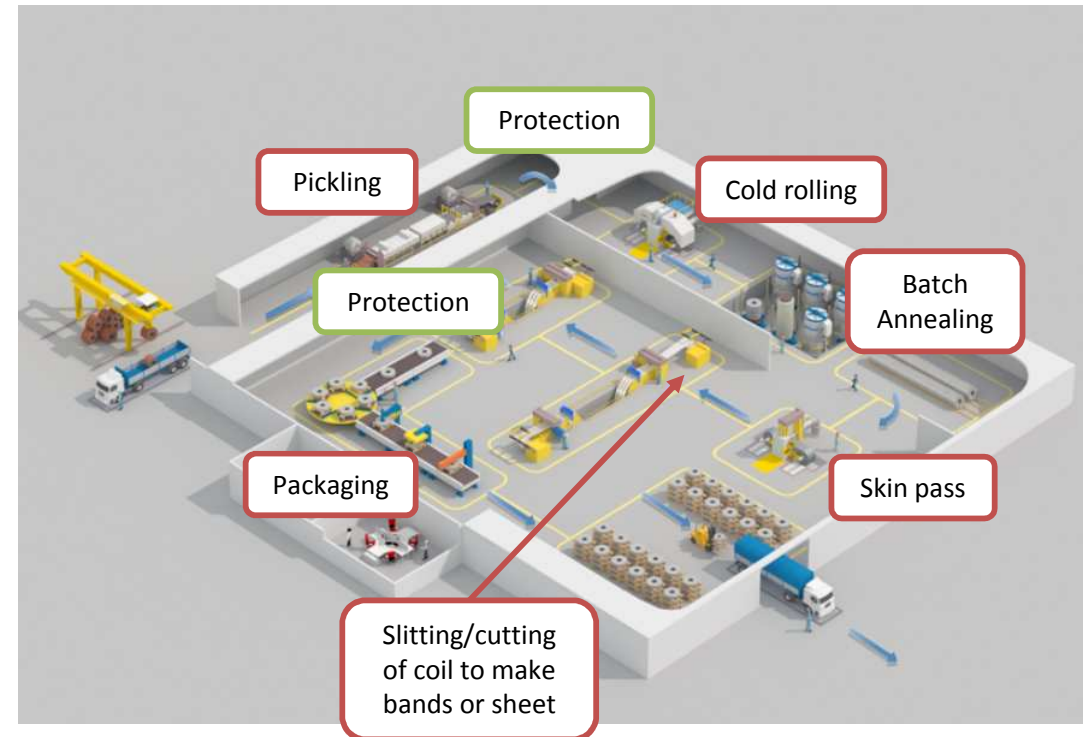 Protection
Pickling
Cold rolling
Protection
Batch
Annealing
Packaging
Skin pass
Slitting/cutting
of coil to make
bands or sheet